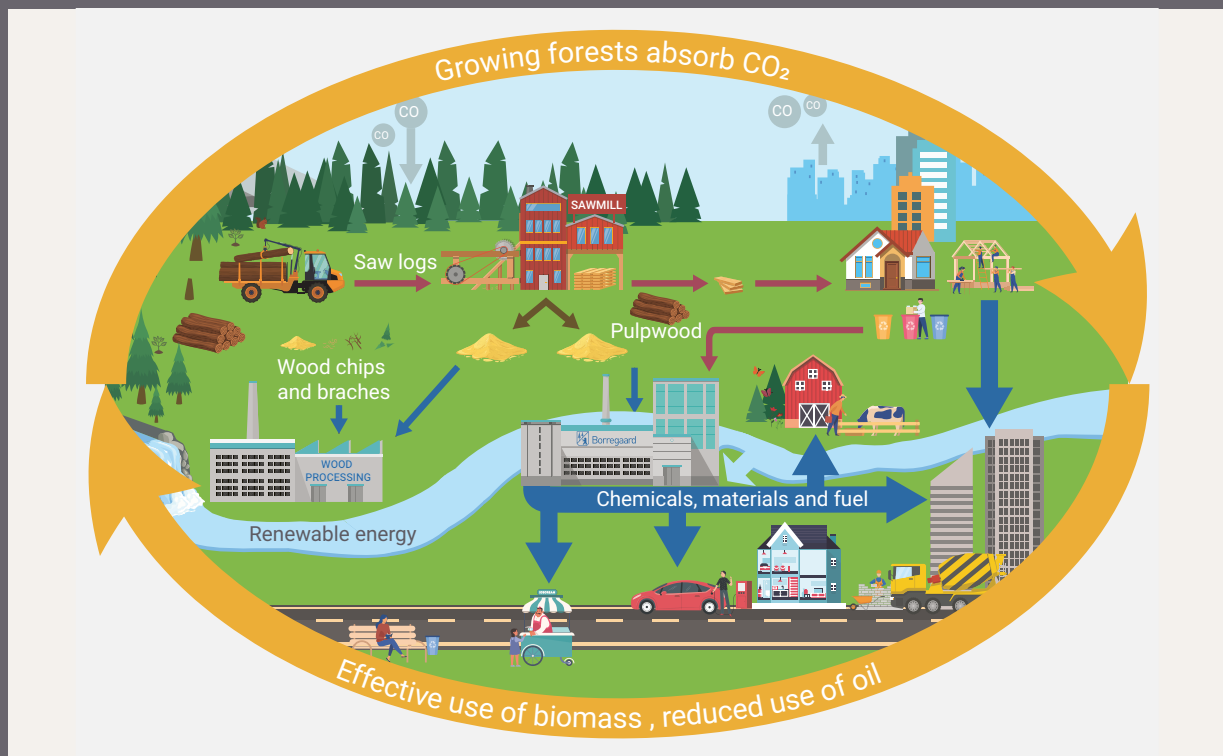 Growing forests absorb CO₂
CO
CO
CO
CO
SAWMILL
Saw logs
Pulpwood
Wood chips
and braches
Borregaard
WOOD
PROCESSING
Chemicals, materials and fuel
Renewable energy
Effective use of biomass , reduced use of oil